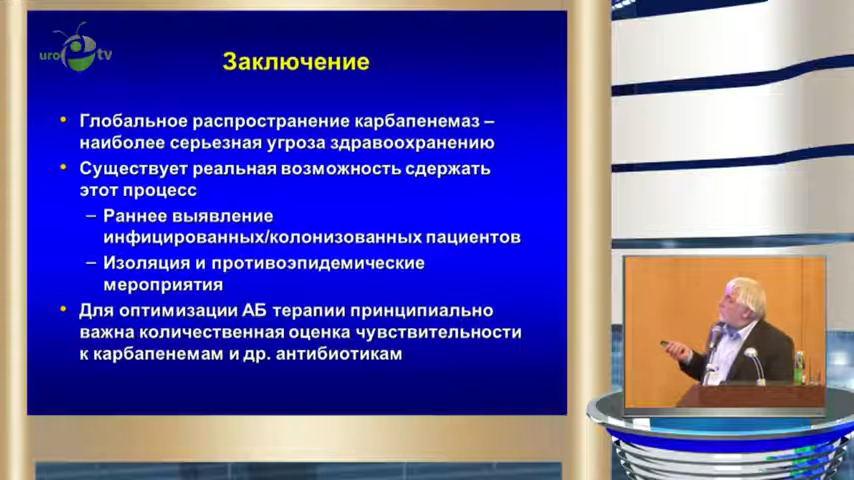 uro tv
Заключение
• Глобальное распространение карбапенемаз –
наиболее серьезная угроза здравоохранению
• Существует реальная возможность сдержать
этот процесс
– Раннее выявление
инфицированных/колонизованных пациентов
– Изоляция и противоэпидемические
мероприятия
• Для оптимизации АБ терапии принципиально
важна количественная оценка чувствительности
к карбапенемам и др. антибиотикам